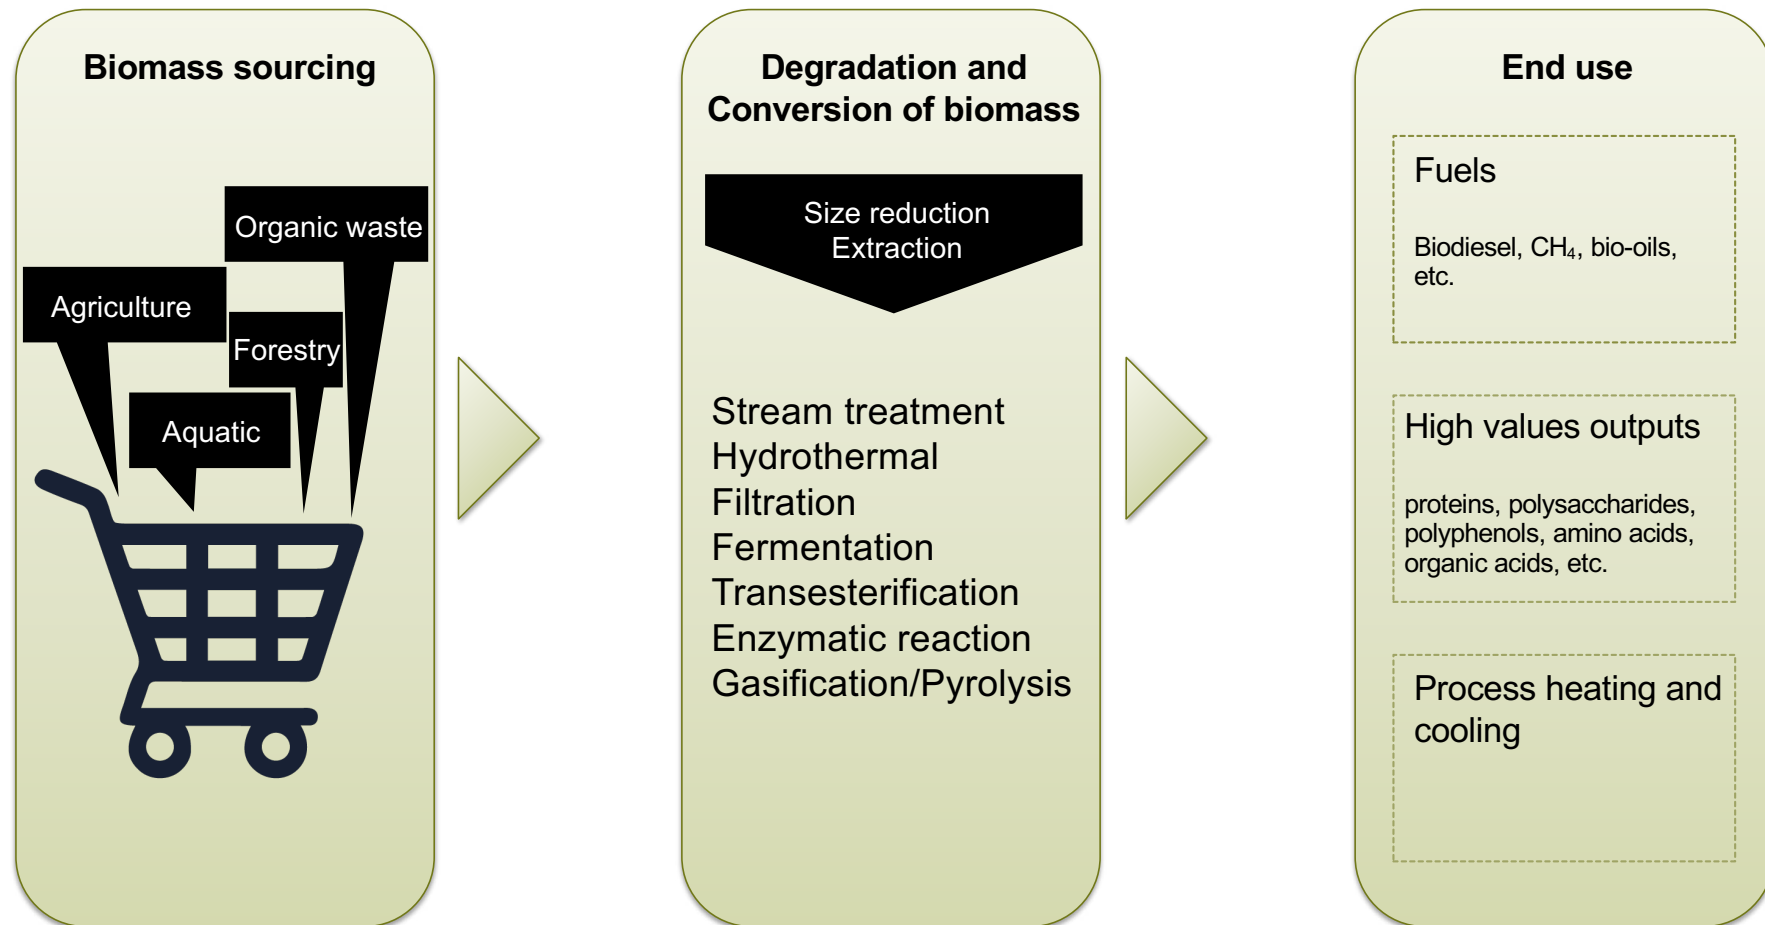 Biomass sourcing
Organic waste
Agriculture
Forestry
Aquatic
Degradation and
Conversion of biomass
Size reduction
Extraction
Stream treatment
Hydrothermal
Filtration
Fermentation
Transesterification
Enzymatic reaction
Gasification/Pyrolysis
End use
Fuels
Biodiesel, CH₄, bio-oils,
etc.
High values outputs
proteins, polysaccharides,
polyphenols, amino acids,
organic acids, etc.
Process heating and
cooling